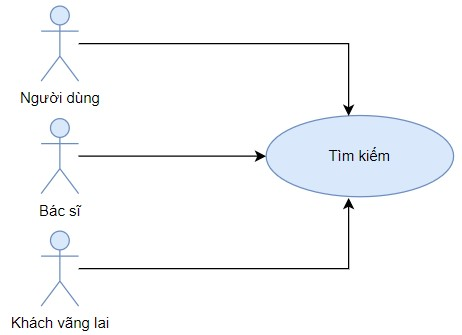 Người dùng
Tìm kiếm
Bác sĩ
Khách vãng lai